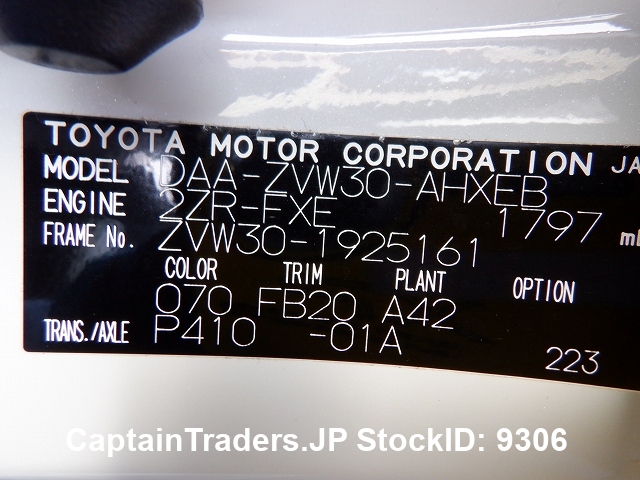 TOYOTA MOTOR CORPORATION JA
MODEL DAA-ZVW30-AHXEB
ENGINE 2ZR-FXE 1797 m
FRAME No. ZVW30-1925161
COLOR TRIM PLANT OPTION
070 FB20 A42
TRANS./AXLE P410 -01A
223
CaptainTraders.JP StockID: 9306